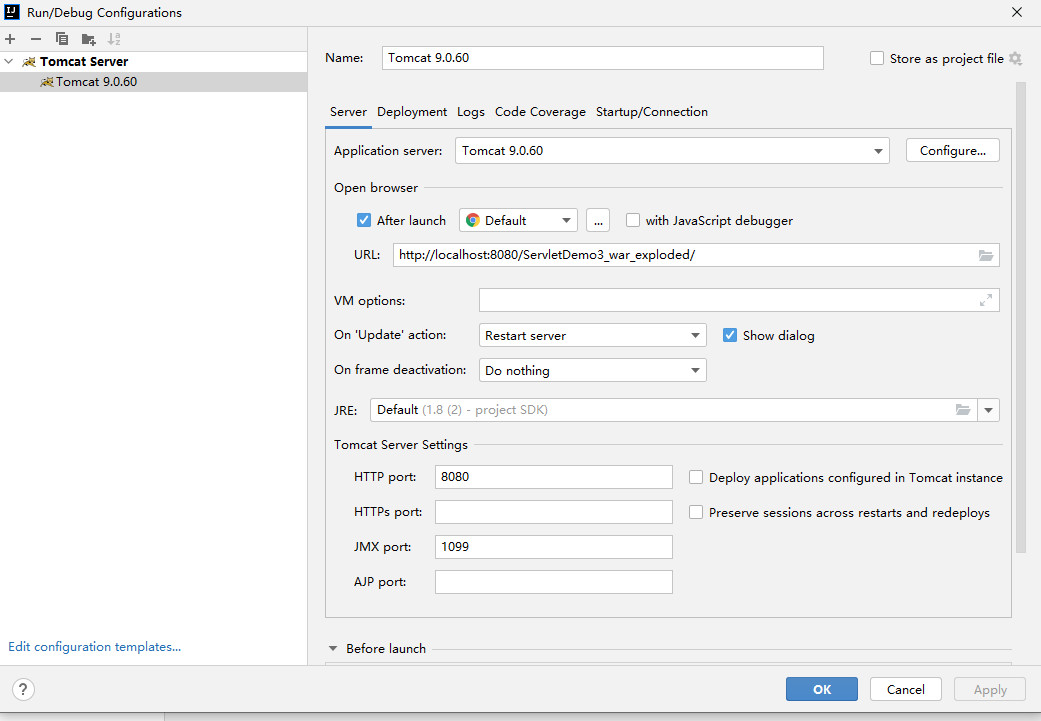 Run/Debug Configurations
Name: Tomcat 9.0.60 Store as project file
Tomcat Server
Tomcat 9.0.60
Server Deployment Logs Code Coverage Startup/Connection
Application server: Tomcat 9.0.60 Configure...
Open browser
After launch Default ... with JavaScript debugger
URL: http://localhost:8080/ServletDemo3_war_exploded/
VM options:
On 'Update' action: Restart server Show dialog
On frame deactivation: Do nothing
JRE: Default (1.8 (2) - project SDK)
Tomcat Server Settings
HTTP port: 8080 Deploy applications configured in Tomcat instance
HTTPs port: Preserve sessions across restarts and redeploys
JMX port: 1099
AJP port:
Edit configuration templates...
Before launch
? OK Cancel Apply